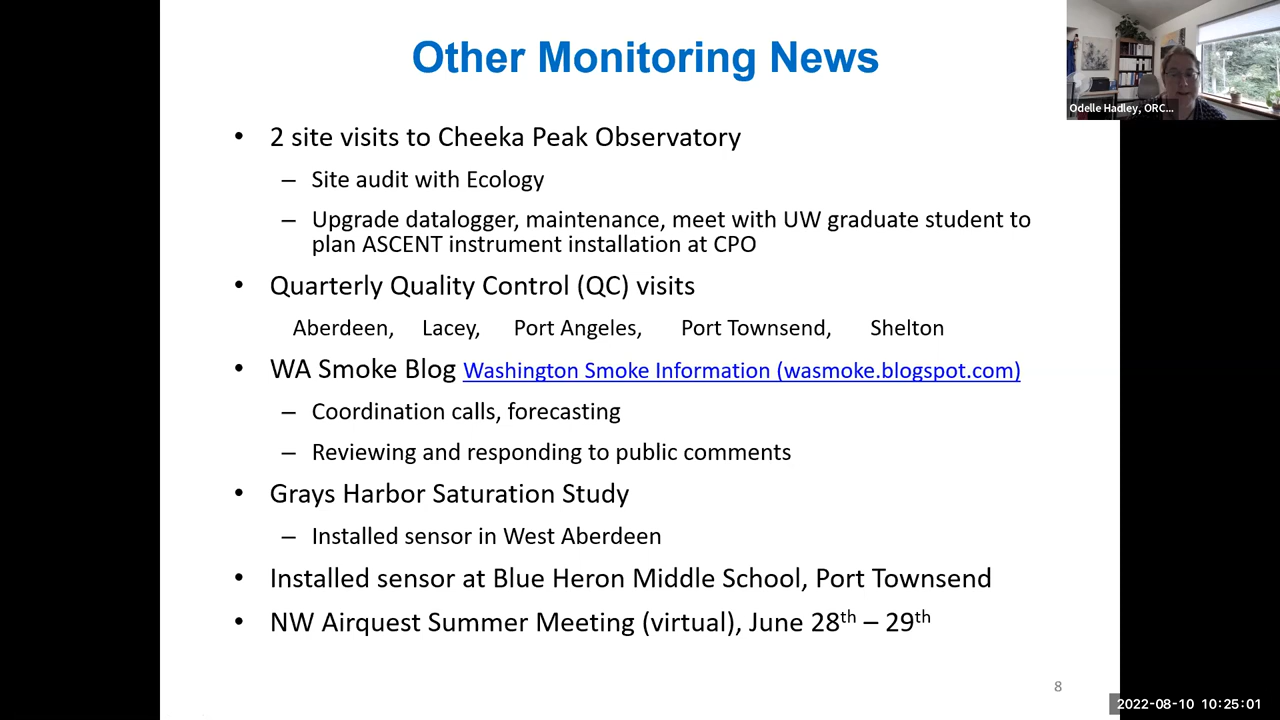 Other Monitoring News
Odelle Hadley, ORC...
• 2 site visits to Cheeka Peak Observatory
– Site audit with Ecology
– Upgrade datalogger, maintenance, meet with UW graduate student to
plan ASCENT instrument installation at CPO
• Quarterly Quality Control (QC) visits
Aberdeen, Lacey, Port Angeles, Port Townsend, Shelton
• WA Smoke Blog Washington Smoke Information (wasmoke.blogspot.com)
– Coordination calls, forecasting
– Reviewing and responding to public comments
• Grays Harbor Saturation Study
– Installed sensor in West Aberdeen
• Installed sensor at Blue Heron Middle School, Port Townsend
• NW Airquest Summer Meeting (virtual), June 28th – 29th
8
2022-08-10 10:25:01